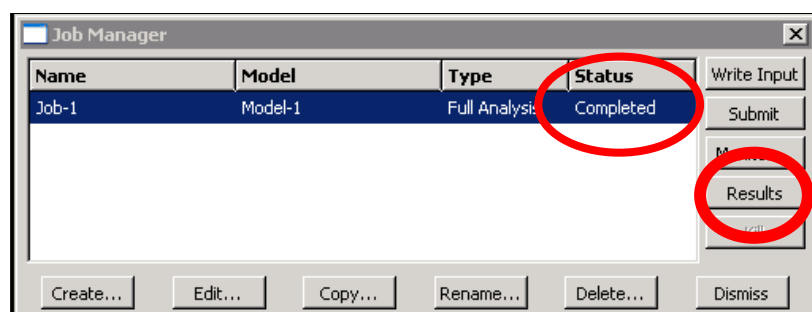 Job Manager
Name Model Type Status Write Input
Job-1 Model-1 Full Analysis Completed Submit
Results
Create... Edit... Copy... Rename... Delete... Dismiss